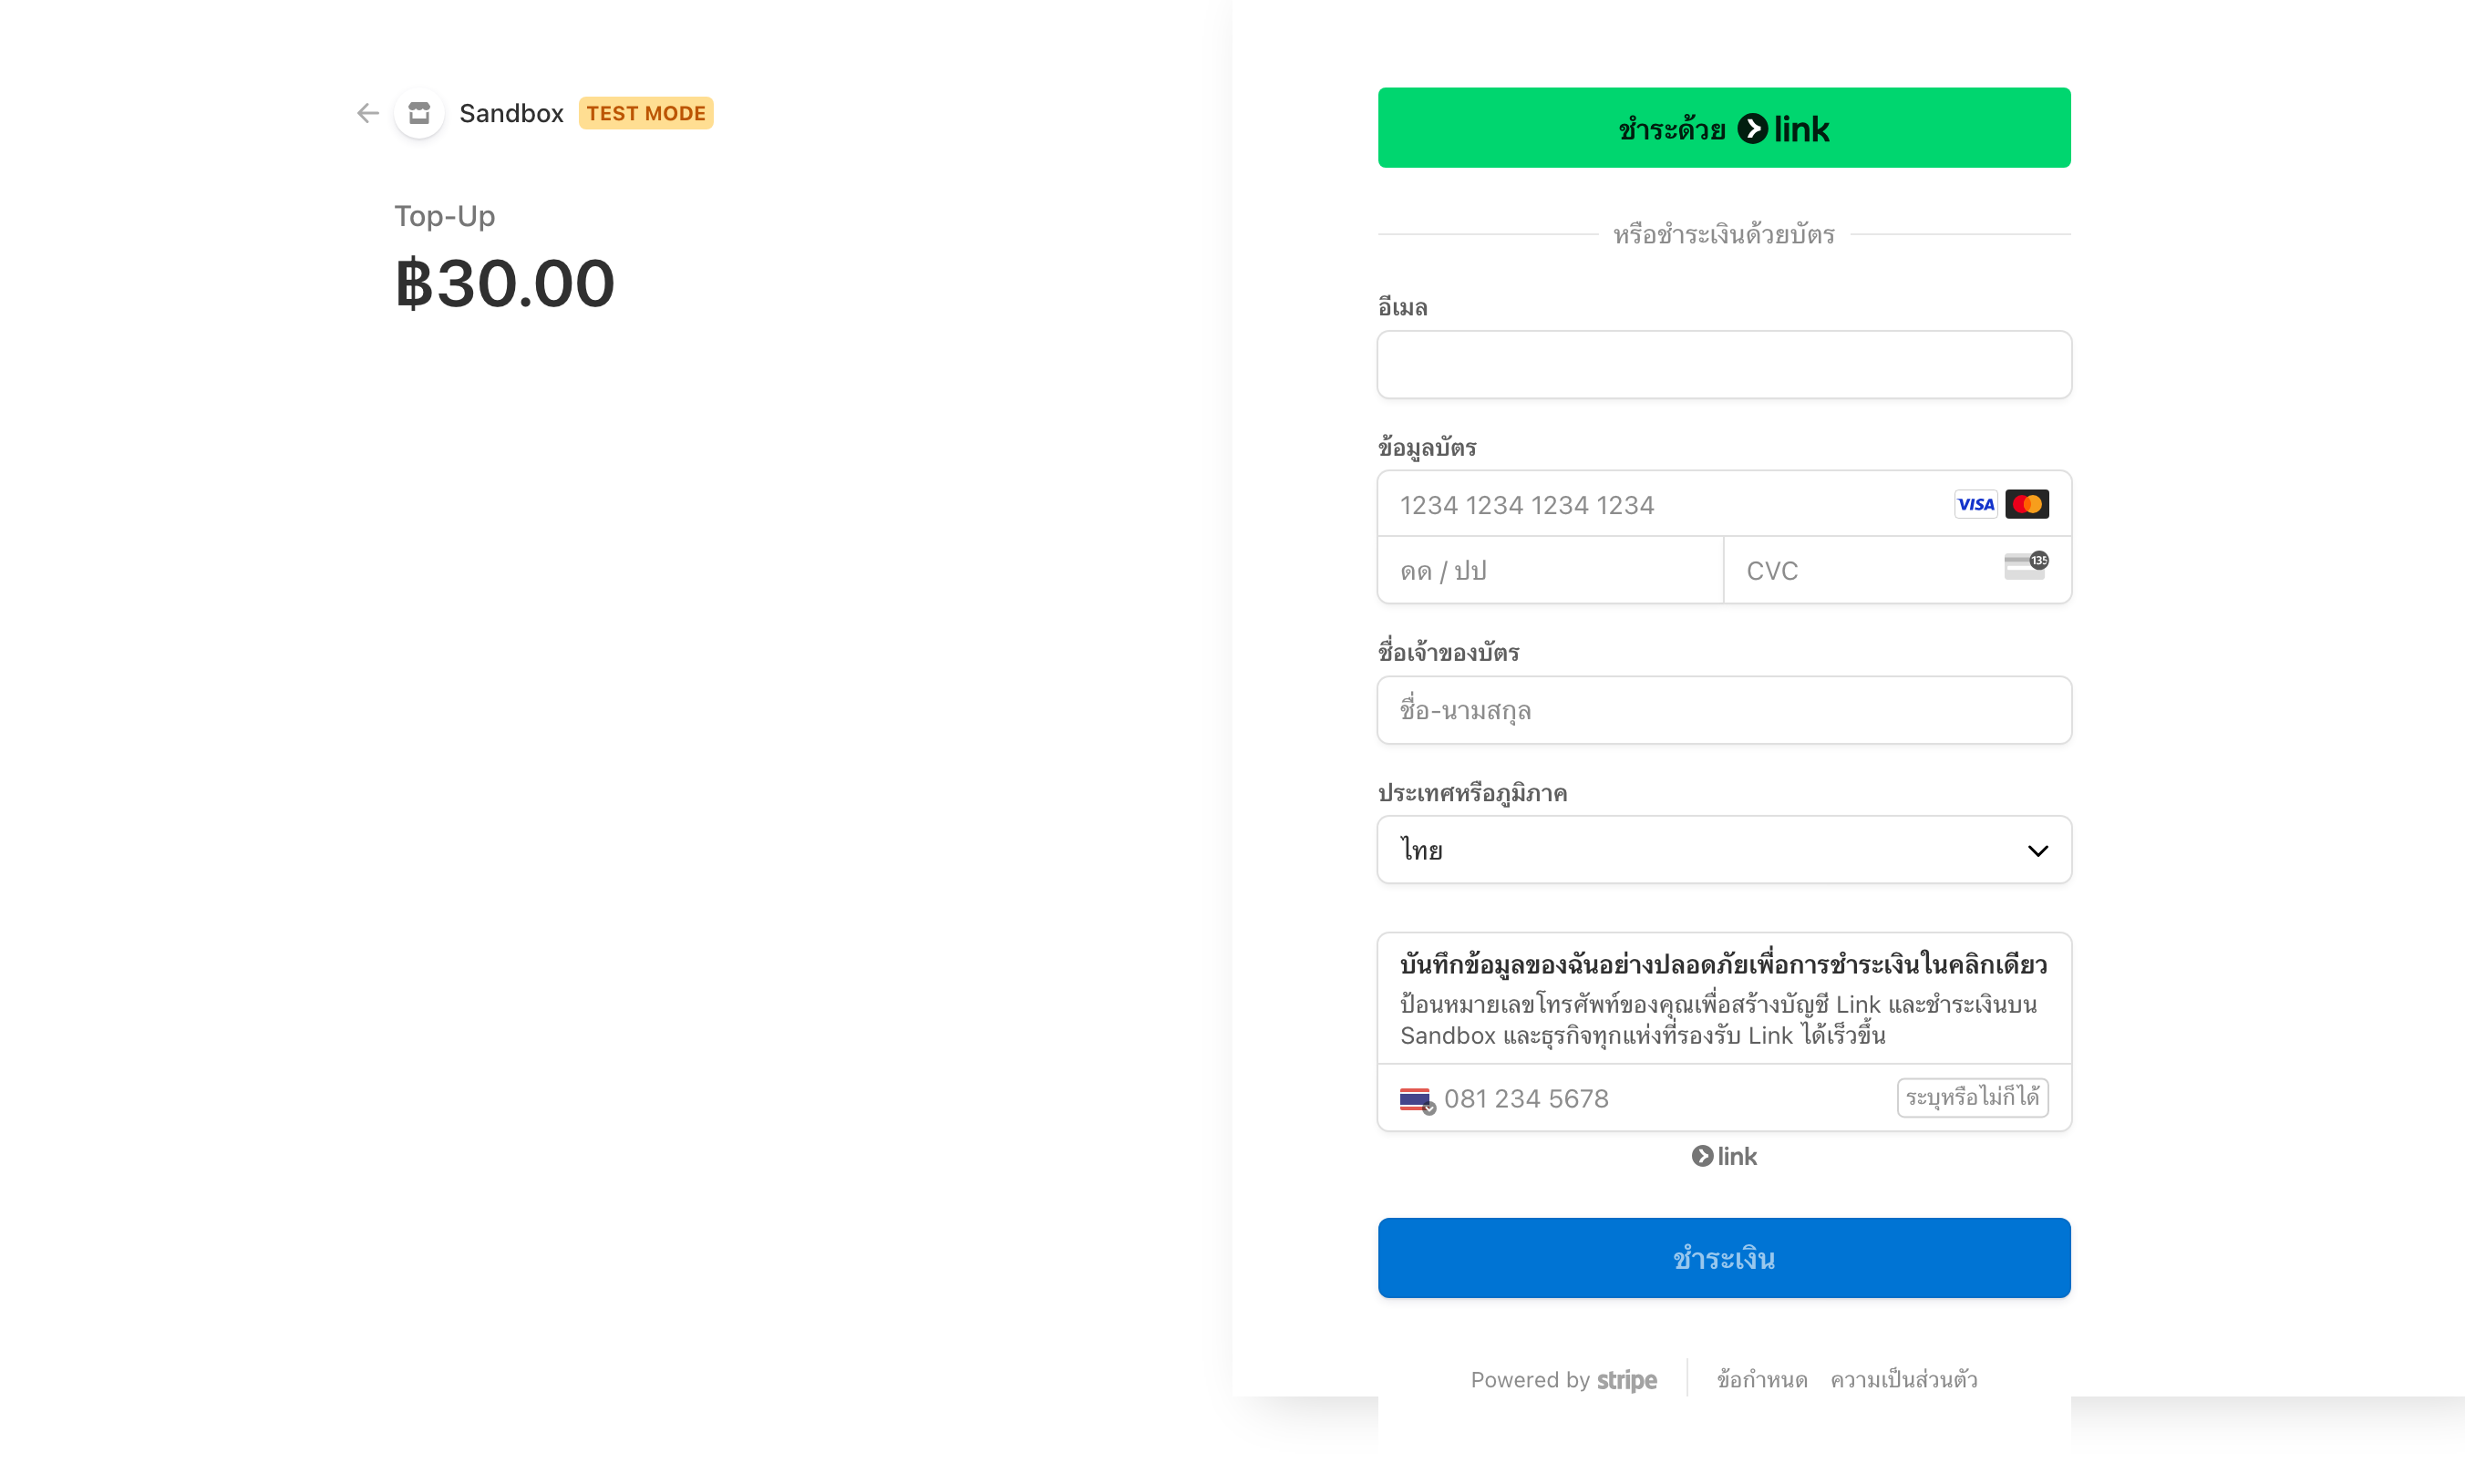 Sandbox TEST MODE
Top-Up
฿30.00
ชำระด้วย link
หรือชำระเงินด้วยบัตร
อีเมล
ข้อมูลบัตร
1234 1234 1234 1234 VISA
ดด / ปป CVC 135
ชื่อเจ้าของบัตร
ชื่อ-นามสกุล
ประเทศหรือภูมิภาค
ไทย
บันทึกข้อมูลของฉันอย่างปลอดภัยเพื่อการชำระเงินในคลิกเดียว
ป้อนหมายเลขโทรศัพท์ของคุณเพื่อสร้างบัญชี Link และชำระเงินบน
Sandbox และธุรกิจทุกแห่งที่รองรับ Link ได้เร็วขึ้น
081 234 5678 ระบุหรือไม่ก็ได้
link
ชำระเงิน
Powered by stripe ข้อกำหนด ความเป็นส่วนตัว